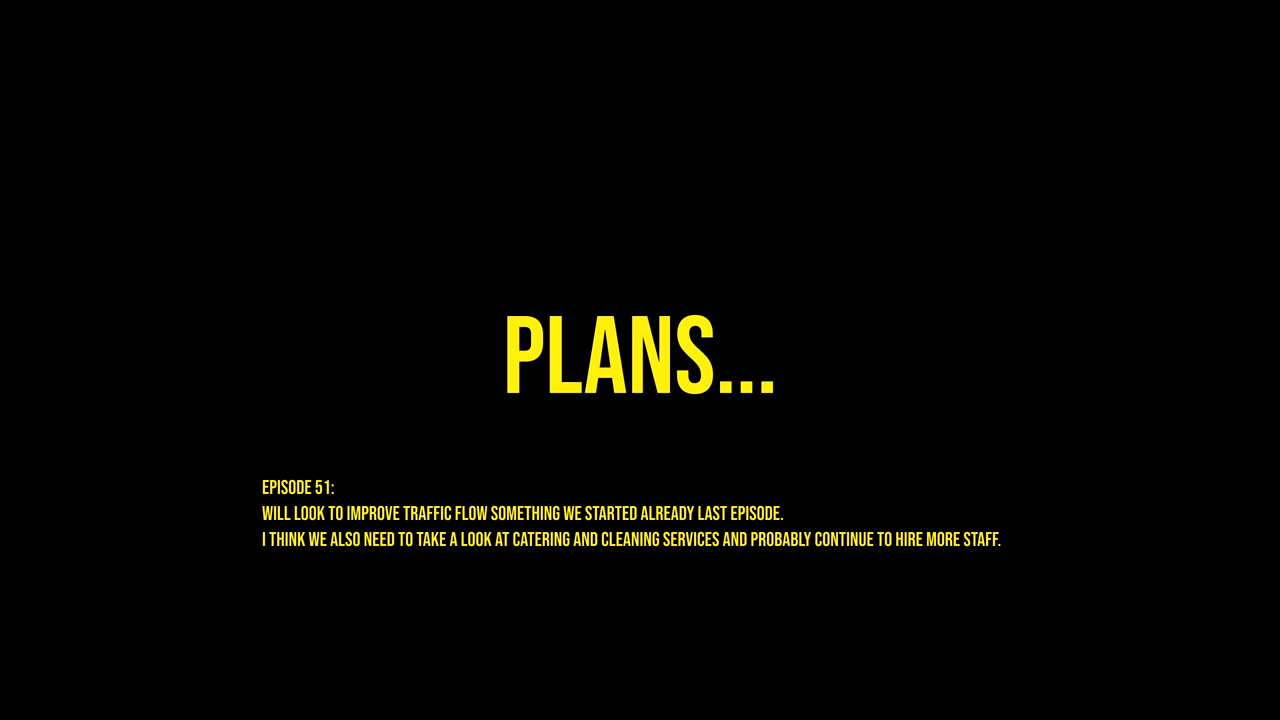 PLANS...
EPISODE 51:
WILL LOOK TO IMPROVE TRAFFIC FLOW SOMETHING WE STARTED ALREADY LAST EPISODE.
I THINK WE ALSO NEED TO TAKE A LOOK AT CATERING AND CLEANING SERVICES AND PROBABLY CONTINUE TO HIRE MORE STAFF.